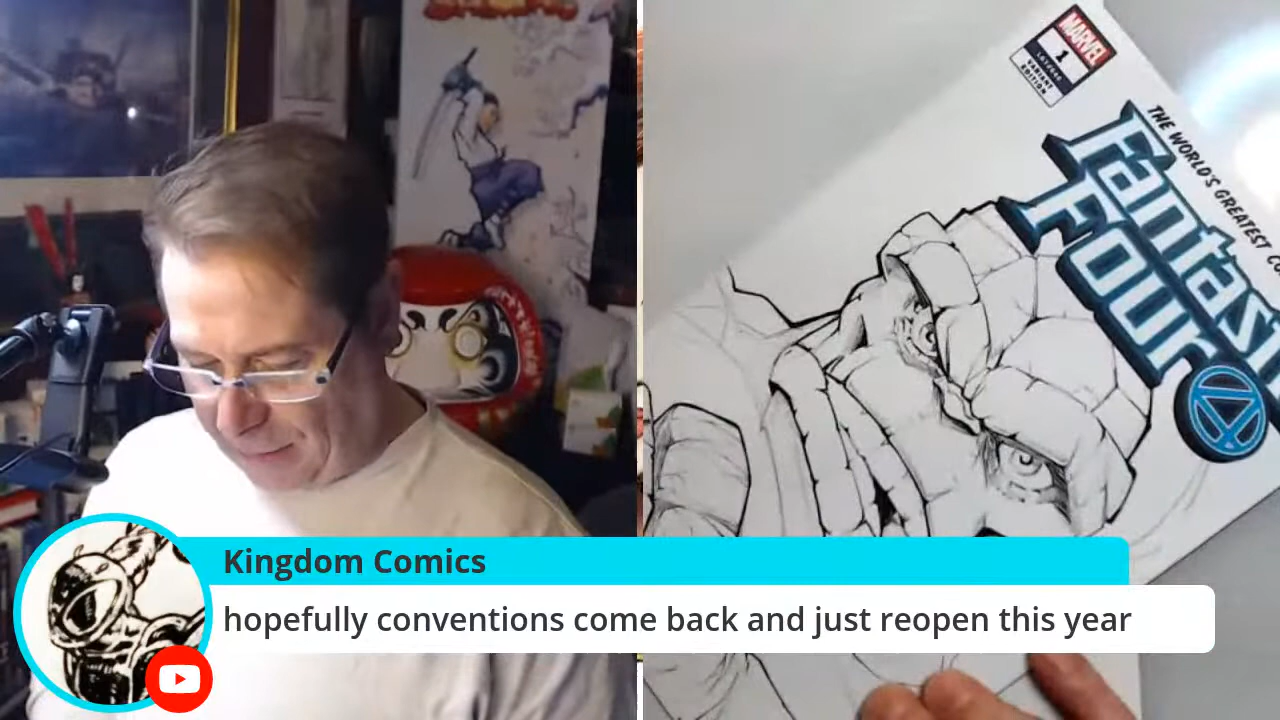 MARVEL
1
VARIANT
EDITION
THE WORLD'S GREATEST
Fantastic
Four
Kingdom Comics
hopefully conventions come back and just reopen this year